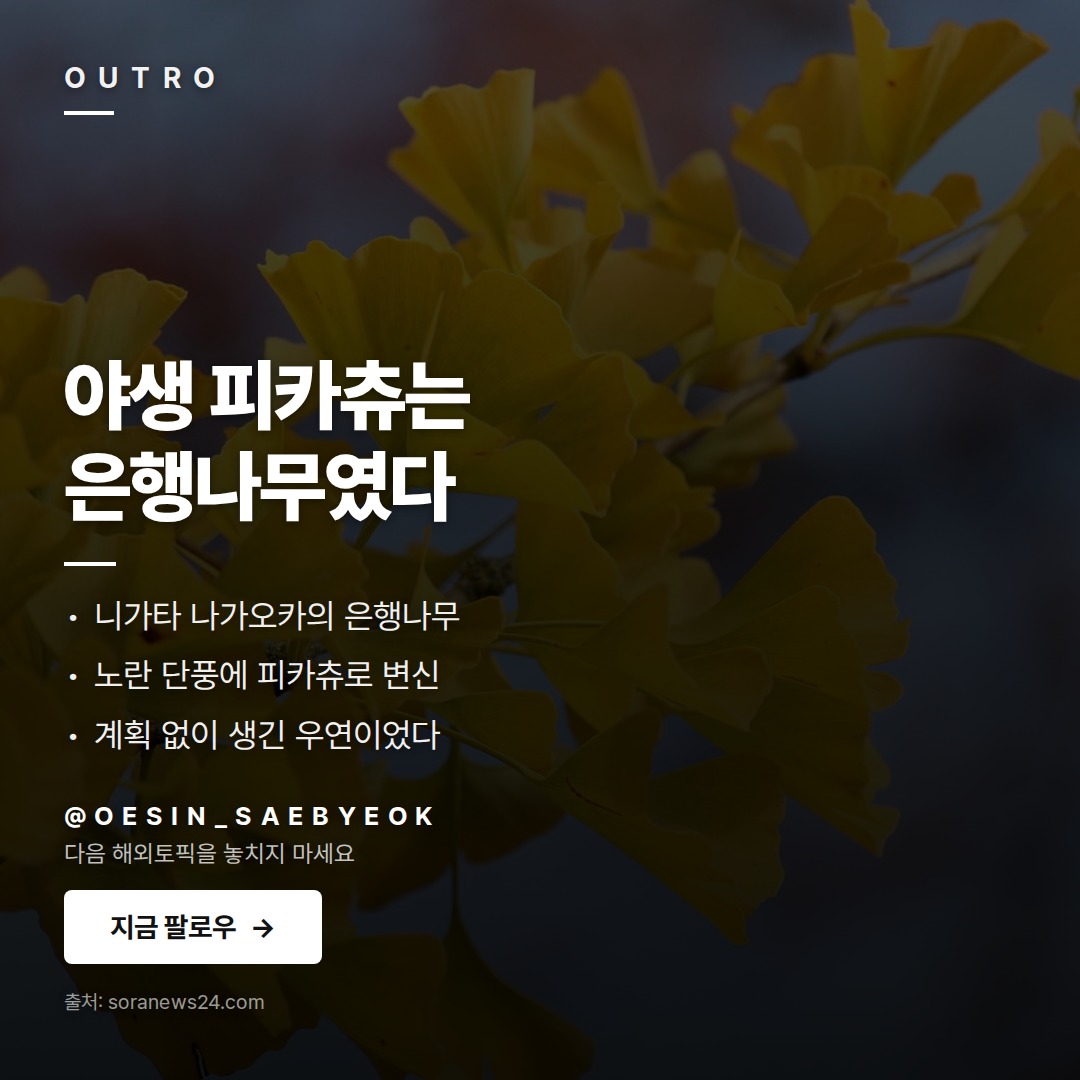 OUTRO
야생 피카츄는
은행나무였다
• 니가타 나가오카의 은행나무
• 노란 단풍에 피카츄로 변신
• 계획 없이 생긴 우연이었다
@OESIN_SAEBYEOK
다음 해외토픽을 놓치지 마세요
지금 팔로우 →
출처: soranews24.com